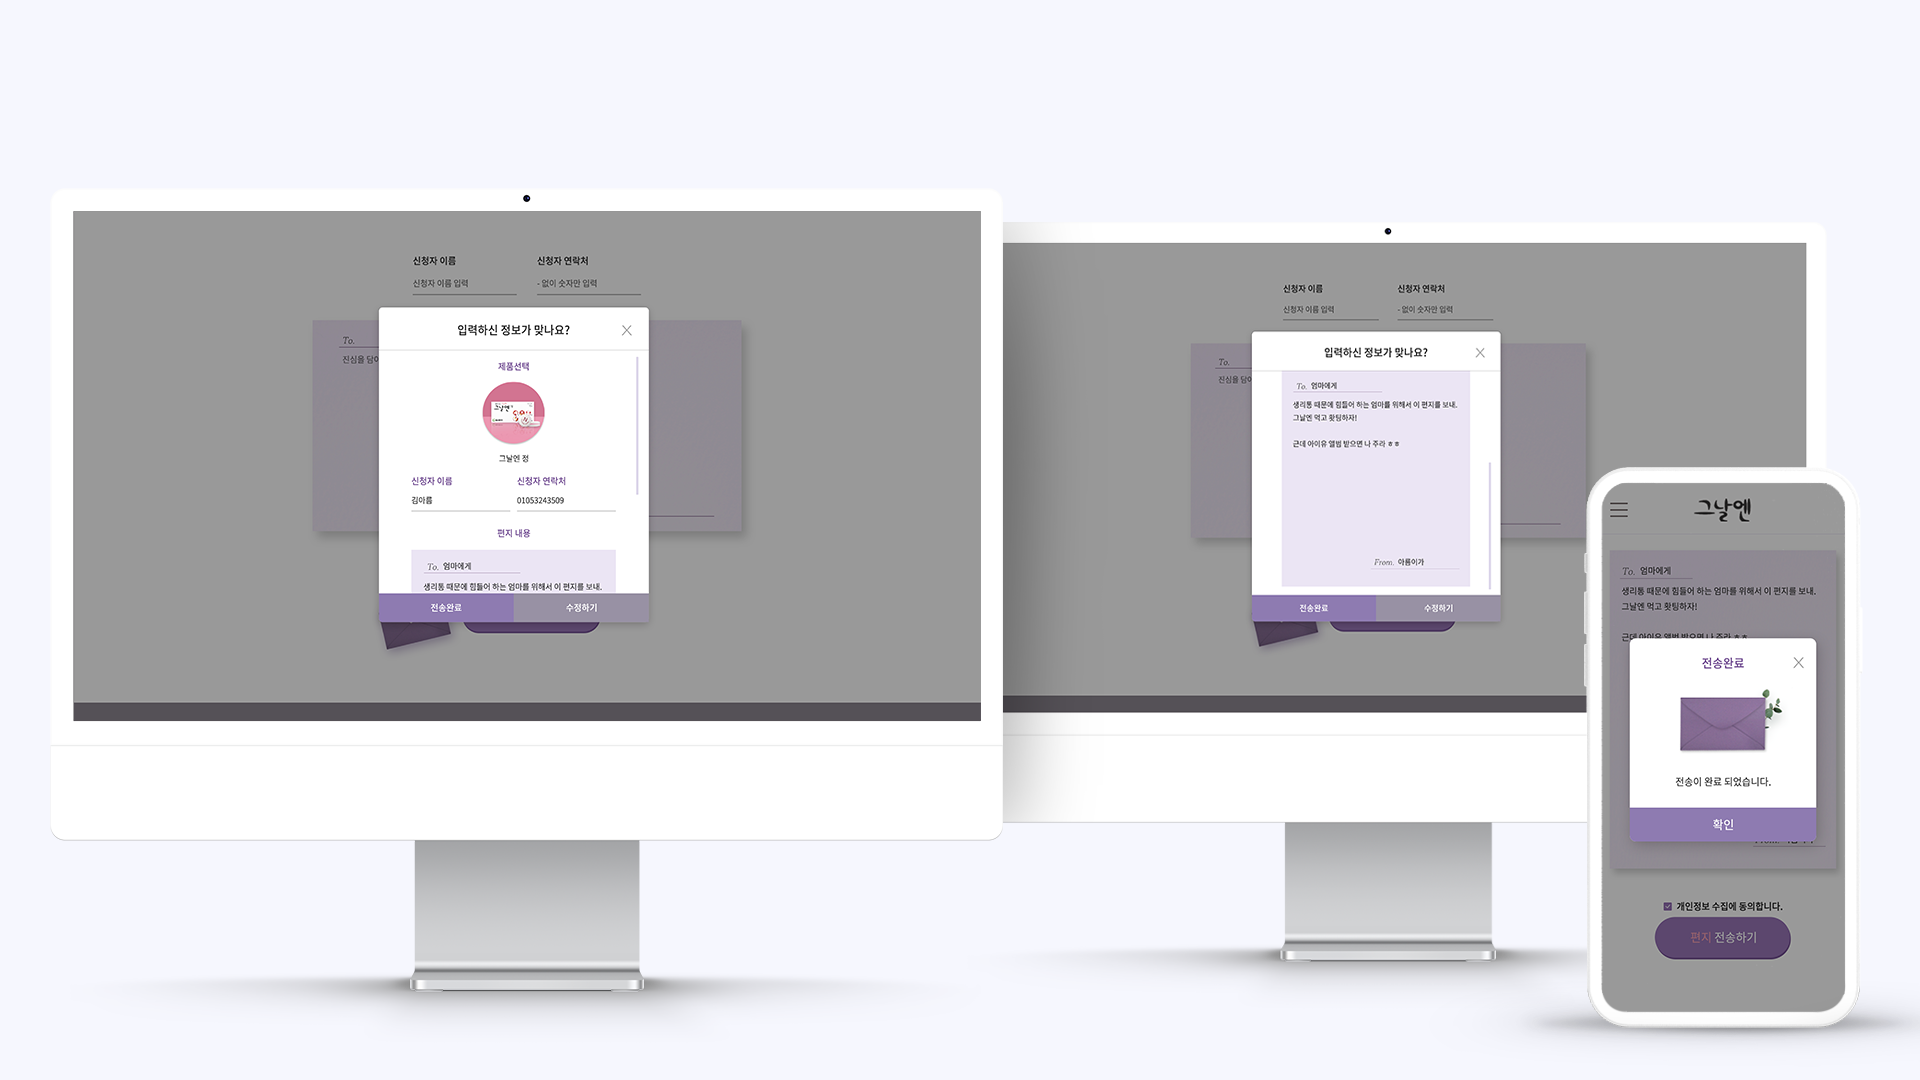 신청자 이름
신청자 연락처
신청자 이름 입력
- 없이 숫자만 입력
To.
진심을 담아
입력하신 정보가 맞나요?
제품선택
그날엔
그날엔 정
신청자 이름
신청자 연락처
김아름
01053243509
편지 내용
To. 엄마에게
생리통 때문에 힘들어 하는 엄마를 위해서 이 편지를 보내.
전송완료
수정하기
신청자 이름
신청자 연락처
신청자 이름 입력
- 없이 숫자만 입력
To.
진심을 담아
입력하신 정보가 맞나요?
To. 엄마에게
생리통 때문에 힘들어 하는 엄마를 위해서 이 편지를 보내.
그날엔 먹고 홧팅하자!
근데 아이유 앨범 받으면 나 주라 ㅎㅎ
From. 아름이가
전송완료
수정하기
그날엔
To. 엄마에게
생리통 때문에 힘들어 하는 엄마를 위해서 이 편지를 보내.
그날엔 먹고 홧팅하자!
근데 아이유 앨범 받으면 나 주라 ㅎㅎ
전송완료
전송이 완료 되었습니다.
확인
개인정보 수집에 동의합니다.
편지 전송하기